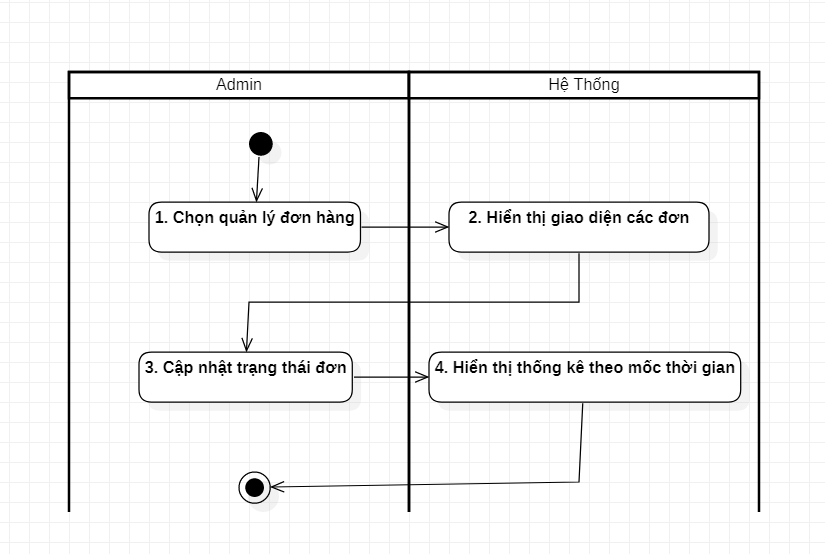 Admin
Hệ Thống
1. Chọn quản lý đơn hàng
2. Hiển thị giao diện các đơn
3. Cập nhật trạng thái đơn
4. Hiển thị thống kê theo mốc thời gian